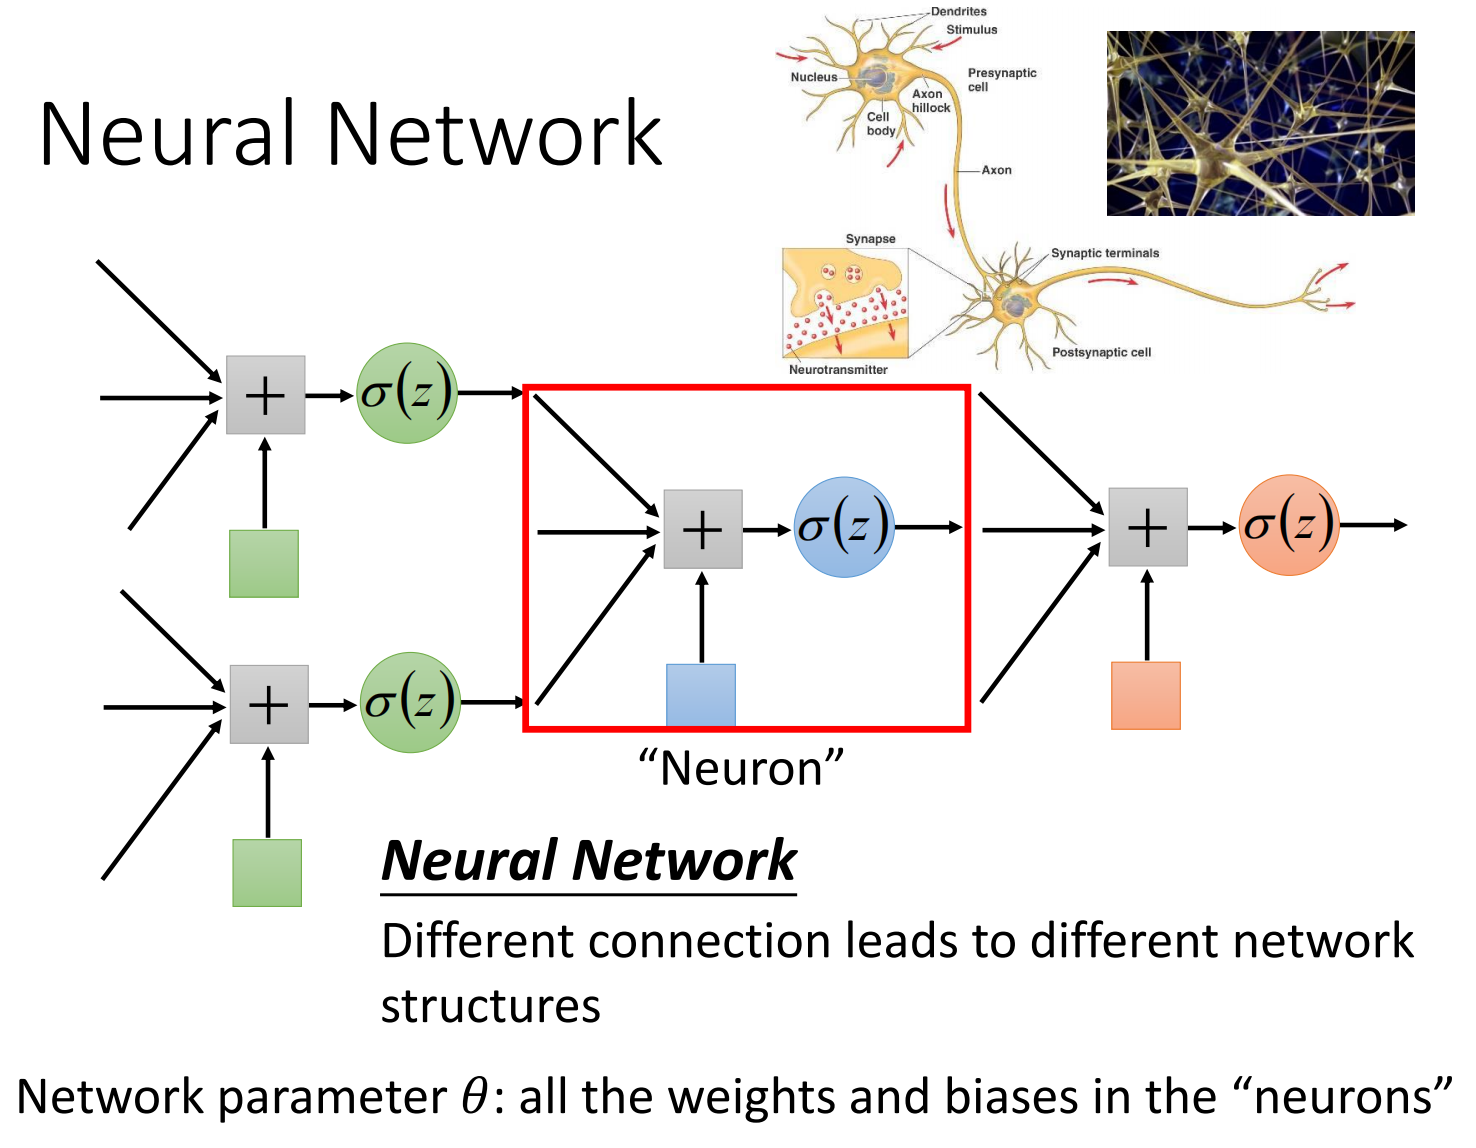 Neural Network
Dendrites
Stimulus
Nucleus
Presynaptic
cell
Axon
hillock
Cell
body
Axon
Synapse
Synaptic terminals
Postsynaptic cell
Neurotransmitter
+
σ(z)
+
σ(z)
+
σ(z)
+
σ(z)
“Neuron”
Neural Network
Different connection leads to different network
structures
Network parameter θ: all the weights and biases in the “neurons”